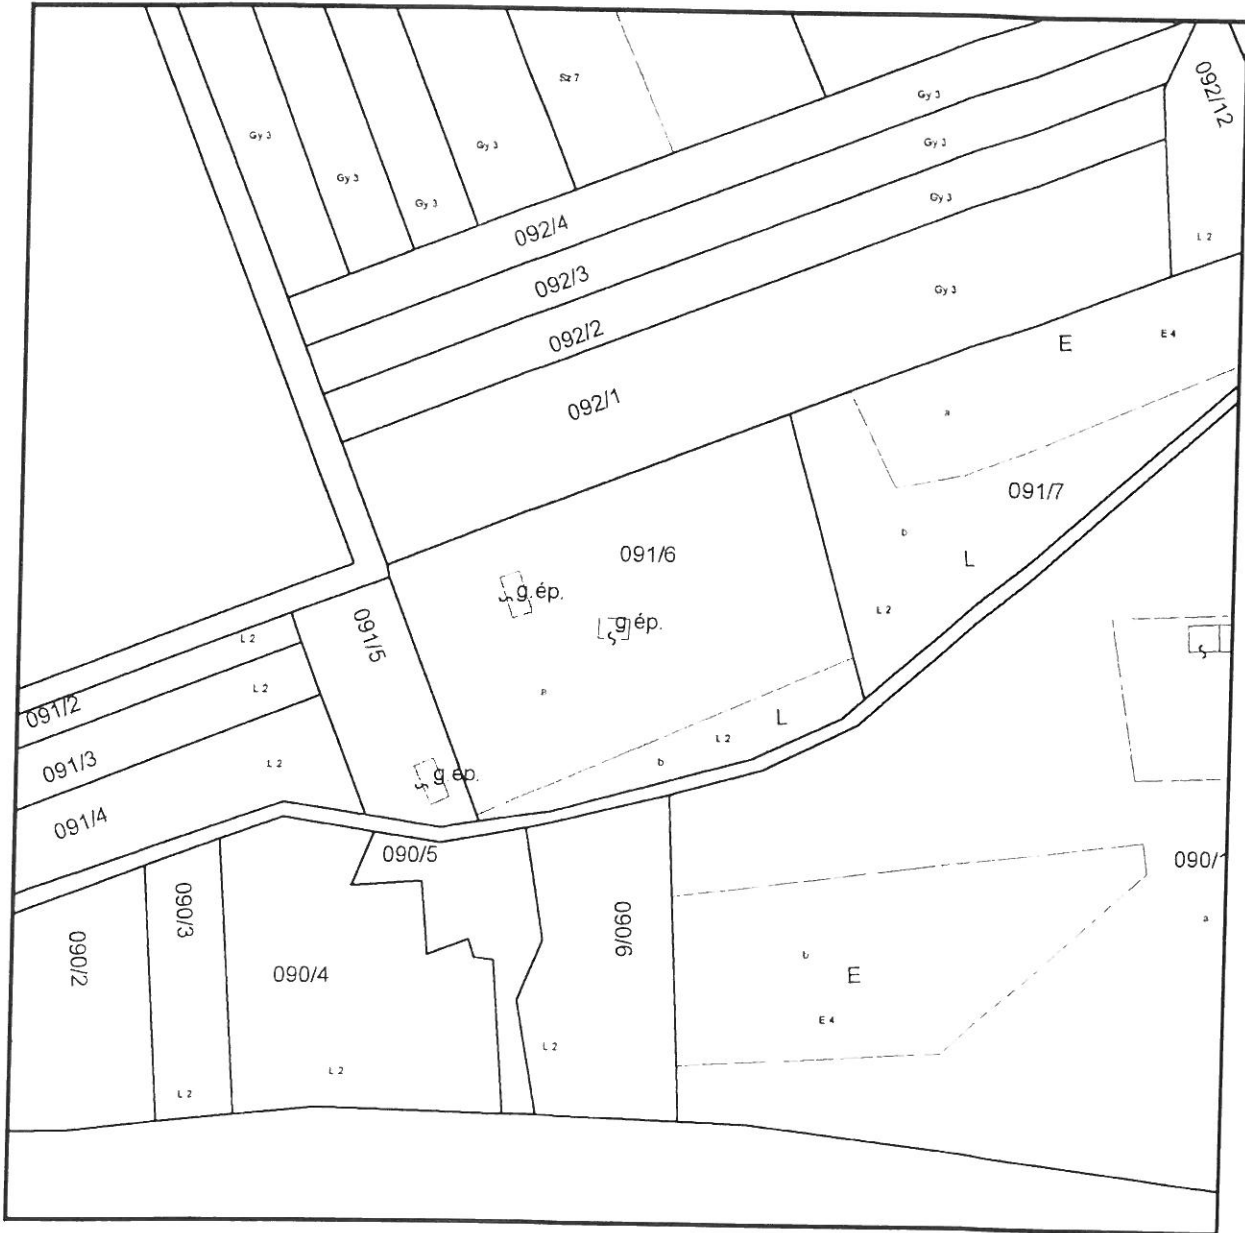 Sz 7
092/12
Gy 3
Gy 3
Gy 3
Gy 3
Gy 3
Gy 3
Gy 3
092/4
L 2
092/3
Gy 3
092/2
E
E 4
092/1
a
091/7
b
091/6
L
g.ép.
L 2
g.ép.
091/5
L 2
L 2
a
091/2
L
L 2
b
091/3
L 2
g.ép.
091/4
090/5
090/1
090/3
090/6
a
090/2
b
090/4
E
E 4
L 2
L 2
L 2